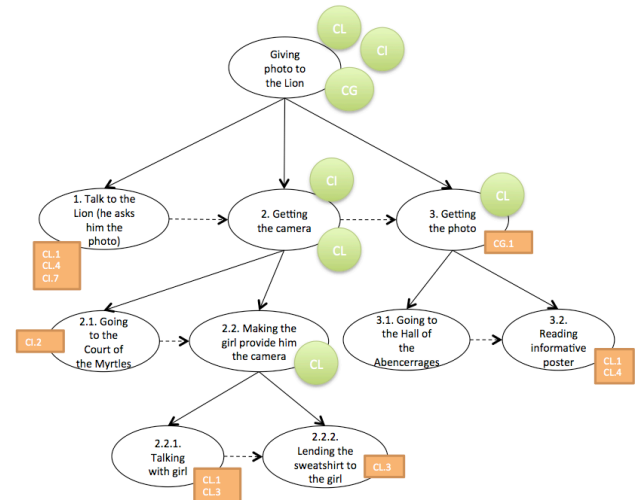 CL
CI
Giving
photo to
the Lion
CG
CI
CL
1. Talk to the
Lion (he asks
him the
photo)
2. Getting
the camera
3. Getting
the photo
CL
CG.1
CL.1
CL.4
CI.7
CI.2
2.1. Going
to the
Court of
the Myrtles
2.2. Making the
girl provide him
the camera
CL
3.1. Going to
the Hall of
the
Abencerrages
3.2.
Reading
informative
poster
CL.1
CL.4
2.2.1.
Talking
with girl
CL.1
CL.3
2.2.2.
Lending the
sweatshirt to
the girl
CL.3